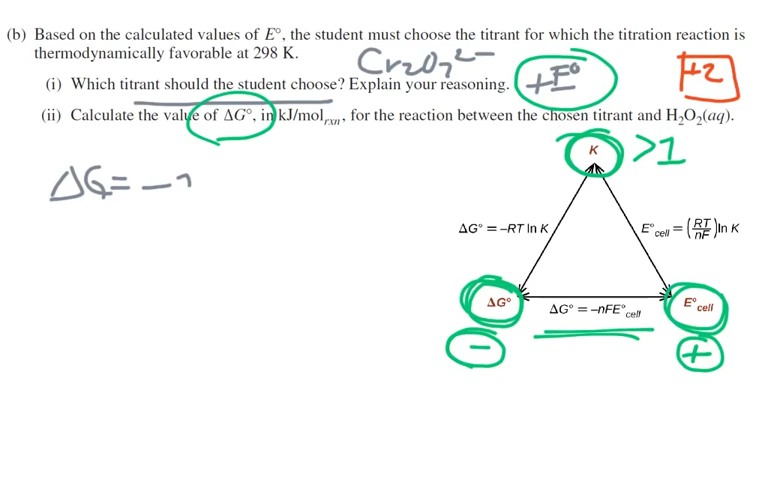 (b) Based on the calculated values of E°, the student must choose the titrant for which the titration reaction is
thermodynamically favorable at 298 K.
Cr₂O₇²⁻
(i) Which titrant should the student choose? Explain your reasoning.
+E°
+2
(ii) Calculate the value of ΔG°, in kJ/molᵣₓₙ, for the reaction between the chosen titrant and H₂O₂(aq).
K
>1
ΔG = −
ΔG° = –RT ln K
E°cell = (RT/nF) ln K
ΔG°
ΔG° = –nFE°cell
E°cell
−
+